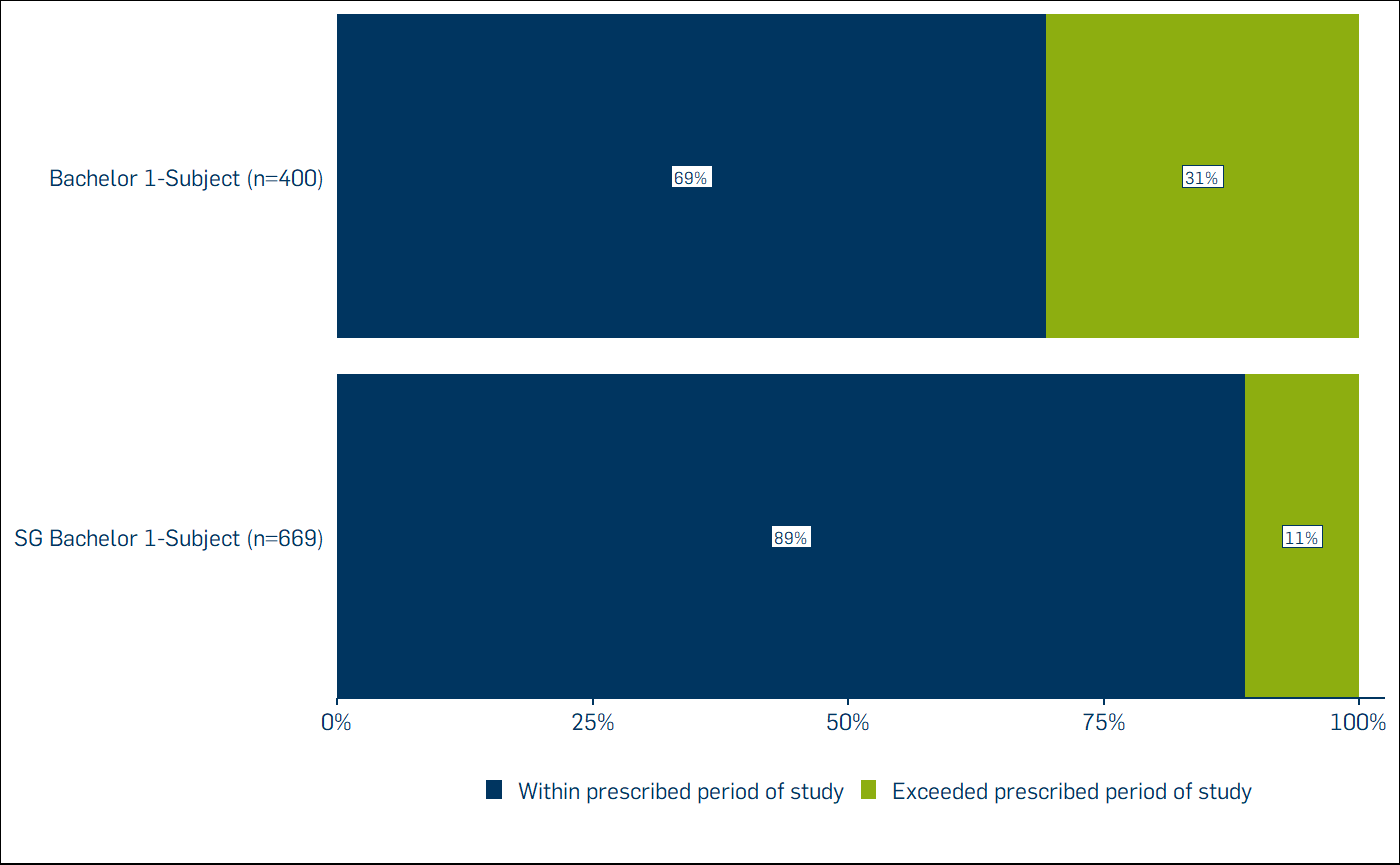 Bachelor 1-Subject (n=400)
69%
31%
SG Bachelor 1-Subject (n=669)
89%
11%
0%
25%
50%
75%
100%
Within prescribed period of study
Exceeded prescribed period of study